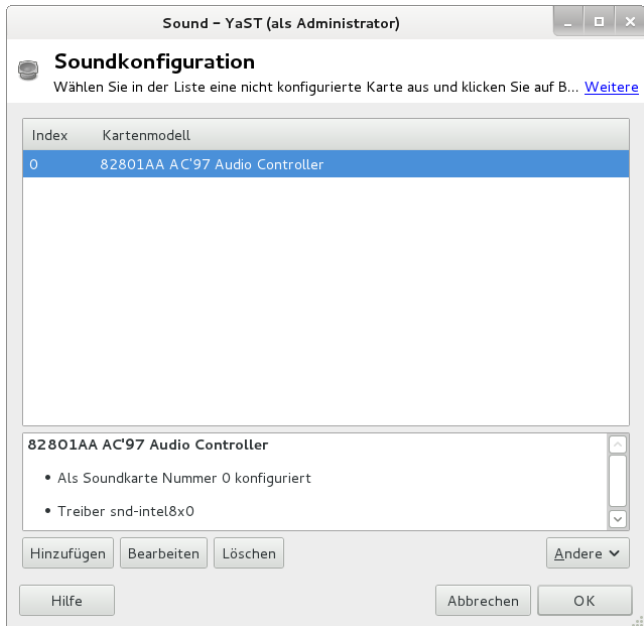 Sound – YaST (als Administrator)
Soundkonfiguration
Wählen Sie in der Liste eine nicht konfigurierte Karte aus und klicken Sie auf B... Weitere
Index Kartenmodell
0 82801AA AC'97 Audio Controller
82801AA AC'97 Audio Controller
• Als Soundkarte Nummer 0 konfiguriert
• Treiber snd-intel8x0
Hinzufügen Bearbeiten Löschen Andere
Hilfe Abbrechen OK